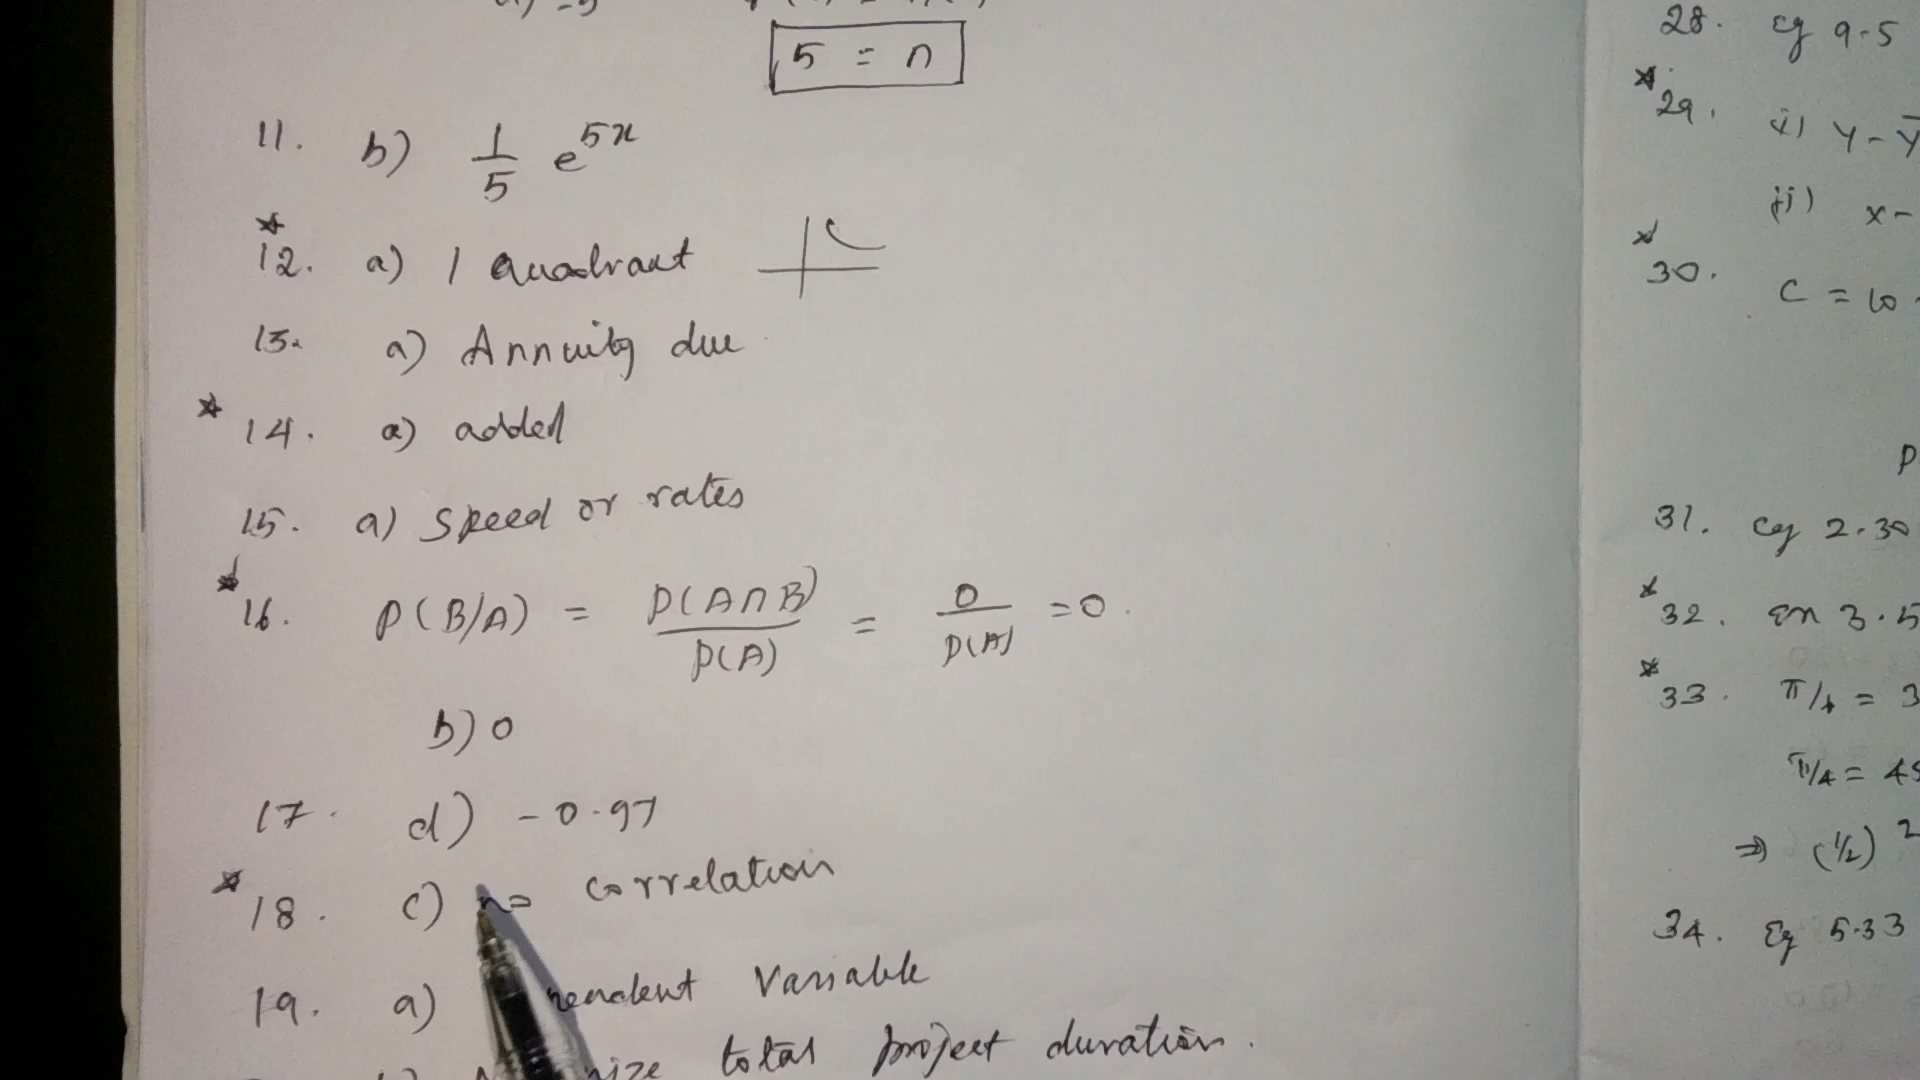 5 = n
11. b) 1/5 e^5x
12. a) I quadrant
13. a) Annuity due
14. a) added
15. a) Speed or rates
16. P(B/A) = P(A∩B)/P(A) = 0/P(A) = 0.
b) 0
17. d) -0.97
18. c) correlation
19. a) Variable
total project duration.
28. Eg 9.5
29. i) Y - Y
ii) X -
30. C = 10
P
31. Eg 2.30
32. Ex 3.5
33. π/4 = 3
π/4 = 45
⇒ (1/2) 2
34. Eg 5.33